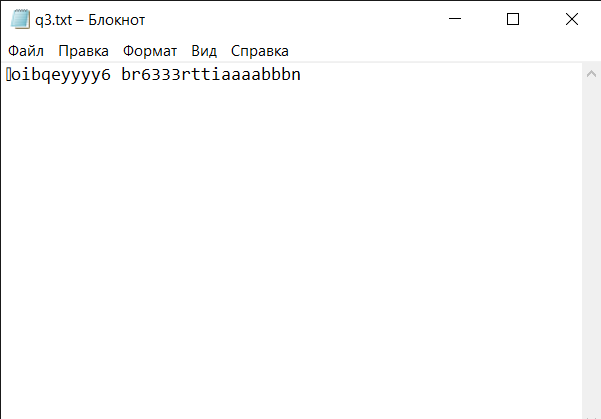 q3.txt – Блокнот
Файл Правка Формат Вид Справка
oibqeyyyy6 br6333rttiaaaabbbn